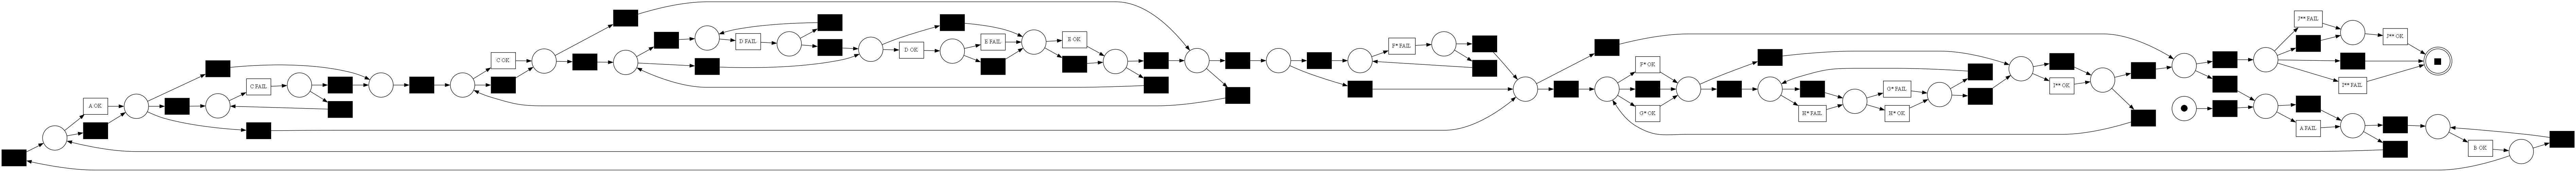 A OK
C FAIL
C OK
D FAIL
D OK
E FAIL
E OK
F* FAIL
F* OK
G* OK
H* FAIL
G* FAIL
H* OK
I** OK
J** FAIL
J** OK
I** FAIL
A FAIL
B OK